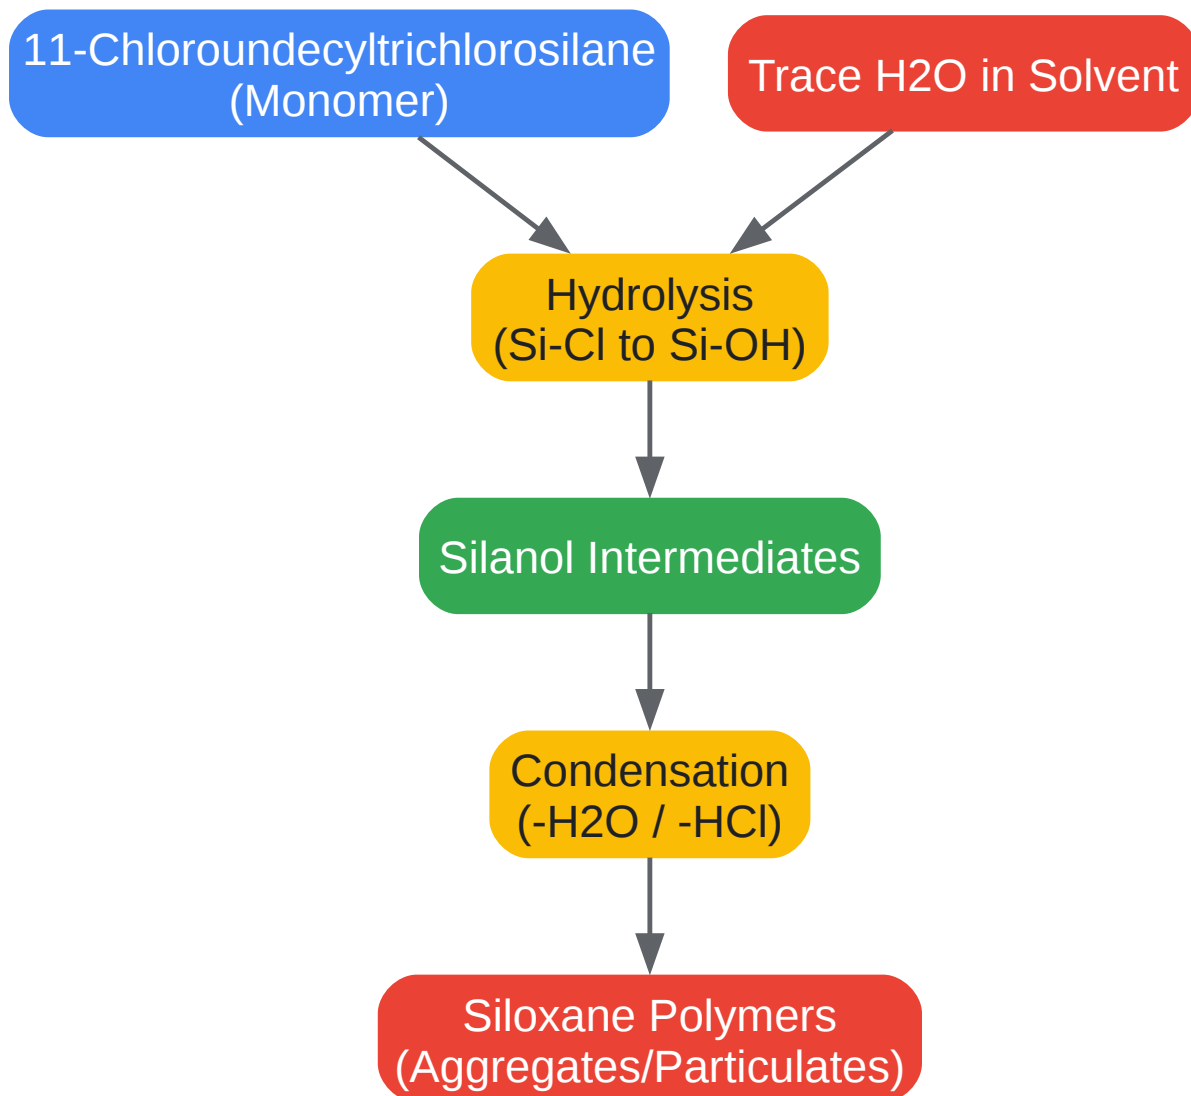 11-Chloroundecyltrichlorosilane
(Monomer)
Trace H2O in Solvent
Hydrolysis
(Si-Cl to Si-OH)
Silanol Intermediates
Condensation
(-H2O / -HCl)
Siloxane Polymers
(Aggregates/Particulates)